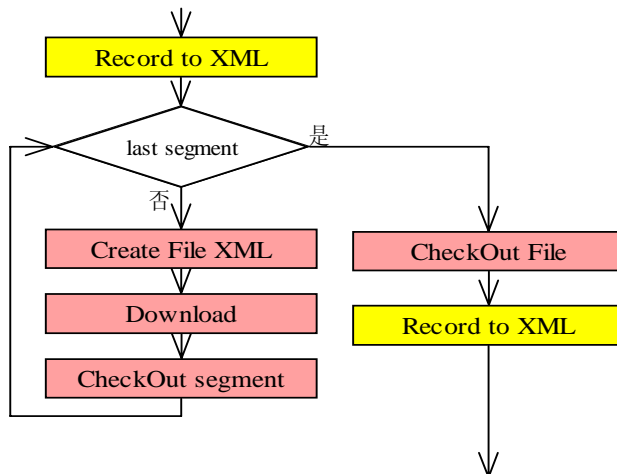 Record to XML
last segment
是
否
Create File XML
Download
CheckOut segment
CheckOut File
Record to XML